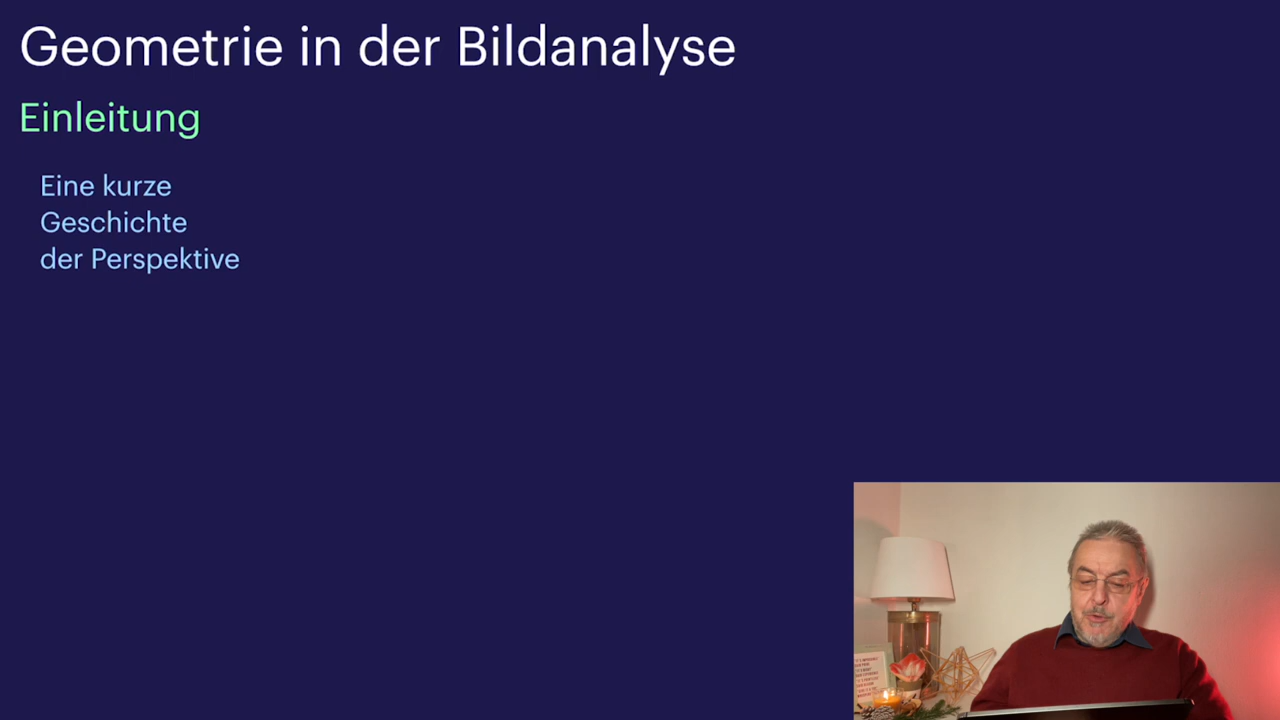 Geometrie in der Bildanalyse
Einleitung
Eine kurze
Geschichte
der Perspektive